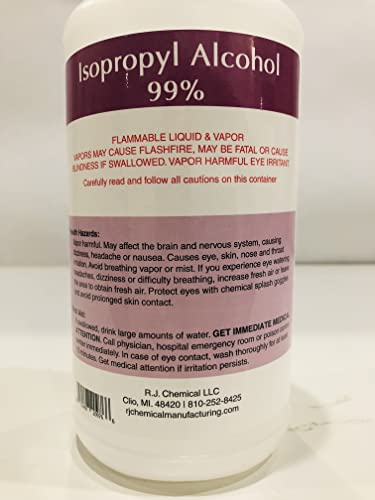 Isopropyl Alcohol
99%
FLAMMABLE LIQUID & VAPOR
VAPORS MAY CAUSE FLASHFIRE, MAY BE FATAL OR CAUSE
BLINDNESS IF SWALLOWED. VAPOR HARMFUL EYE IRRITANT.
Carefully read and follow all cautions on this container
Health Hazards:
Vapor harmful. May affect the brain and nervous system, causing
dizziness, headache or nausea. Causes eye, skin, nose and throat
irritation. Avoid breathing vapor or mist. If you experience eye watering
headaches, dizziness or difficulty breathing, increase fresh air or leave
the area to obtain fresh air. Protect eyes with chemical splash goggles
and avoid prolonged skin contact.
swallowed, drink large amounts of water. GET IMMEDIATE MEDICAL
ATTENTION. Call physician, hospital emergency room or poison control
center immediately. In case of eye contact, wash thoroughly for at least
minutes. Get medical attention if irritation persists.
R.J. Chemical LLC
Clio, MI. 48420 | 810-252-8425
rjchemicalmanufacturing.com